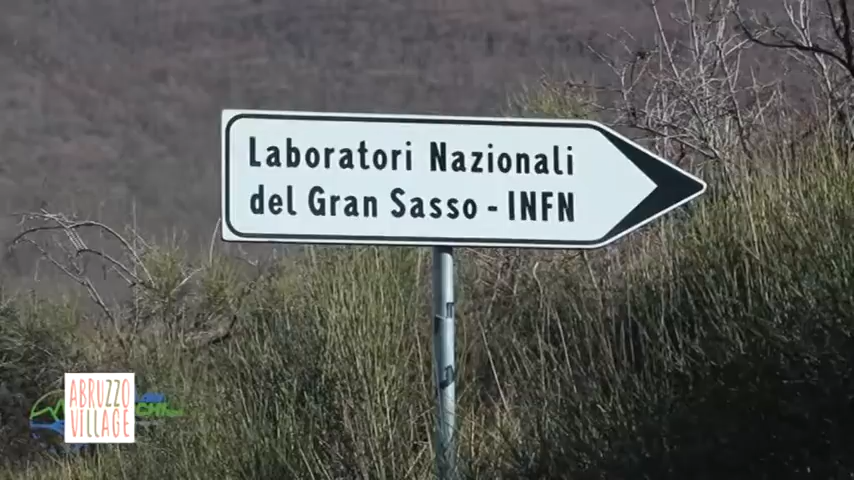 Laboratori Nazionali
del Gran Sasso - INFN
ABRUZZO
VILLAGE